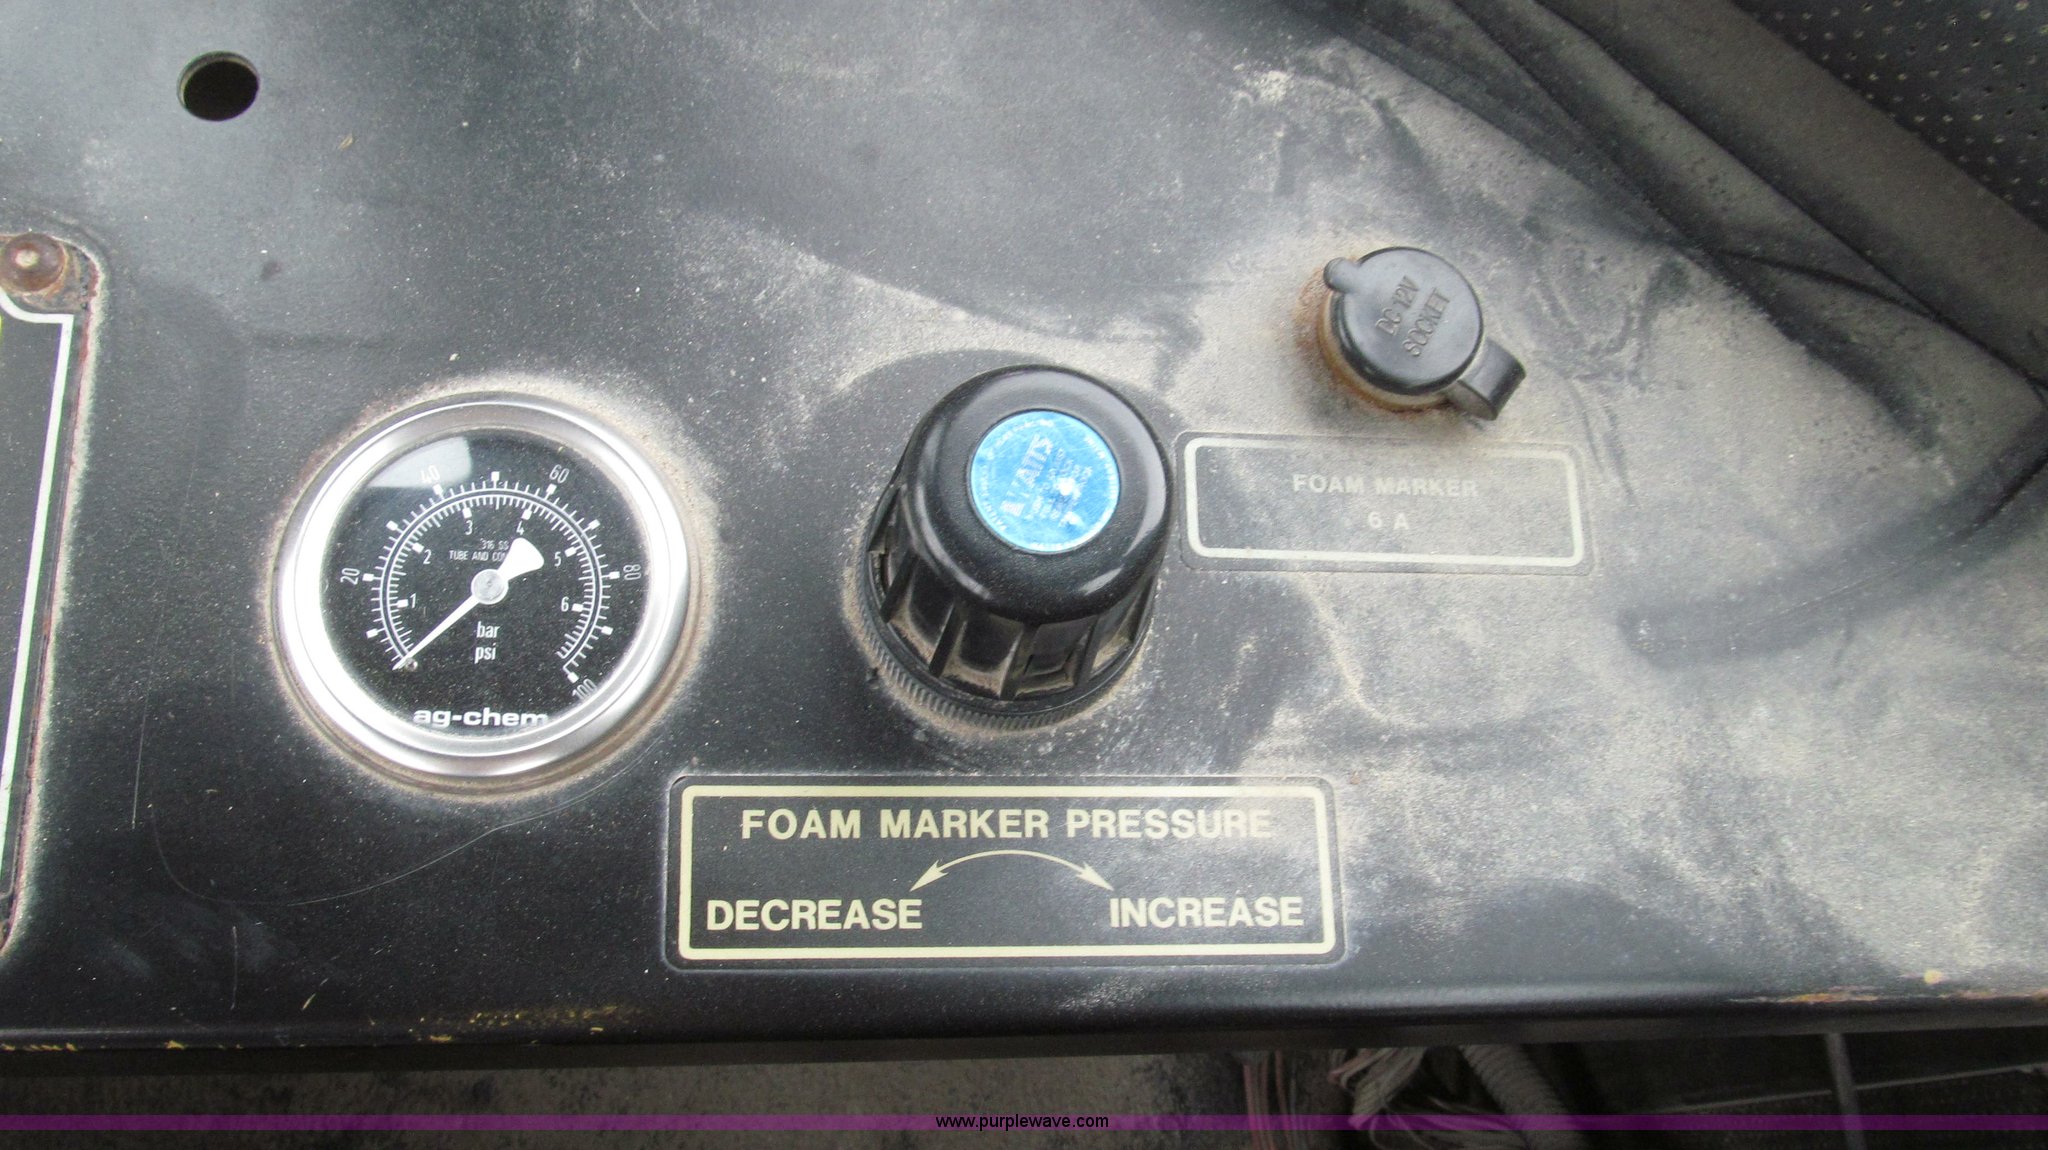 40
60
3
4
316 SS
2
TUBE AND
5
20
80
1
6
bar
psi
100
ag-chem
WATTS
DC 12V
SOCKET
FOAM MARKER
6 A
FOAM MARKER PRESSURE
DECREASE
INCREASE
www.purplewave.com